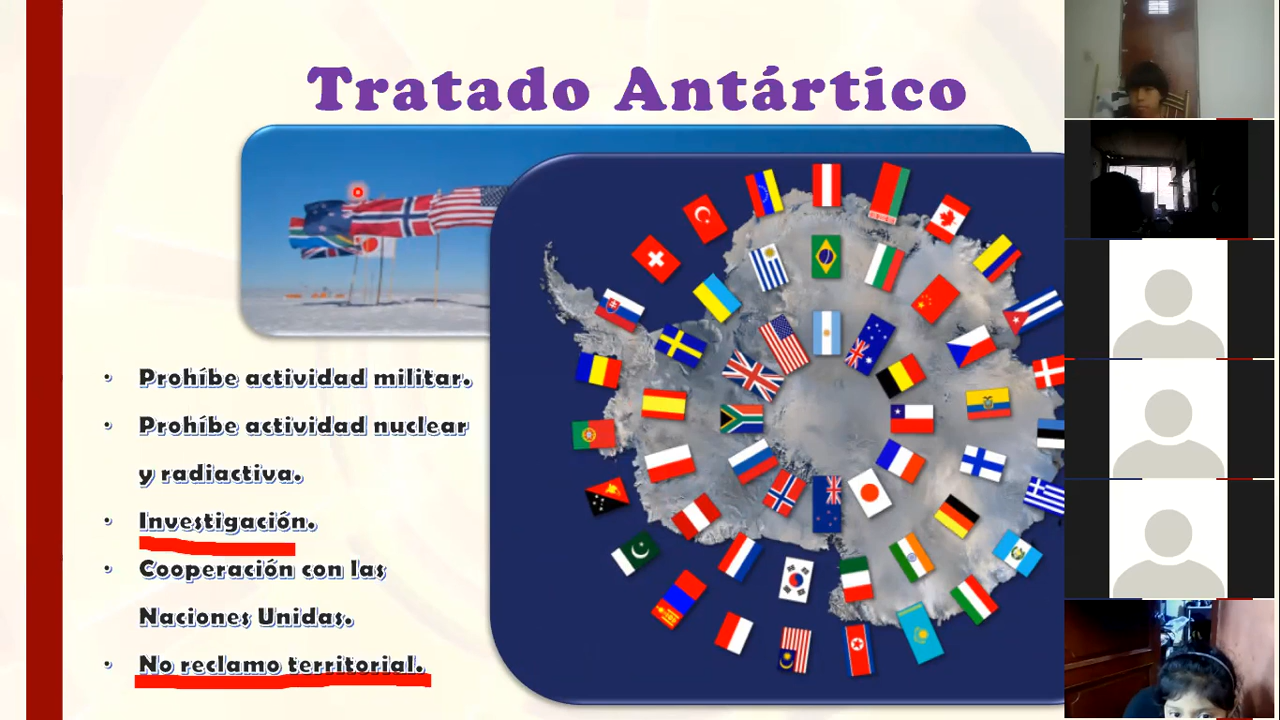 Tratado Antártico
• Prohíbe actividad militar.
• Prohíbe actividad nuclear
y radiactiva.
• Investigación.
• Cooperación con las
Naciones Unidas.
• No reclamo territorial.